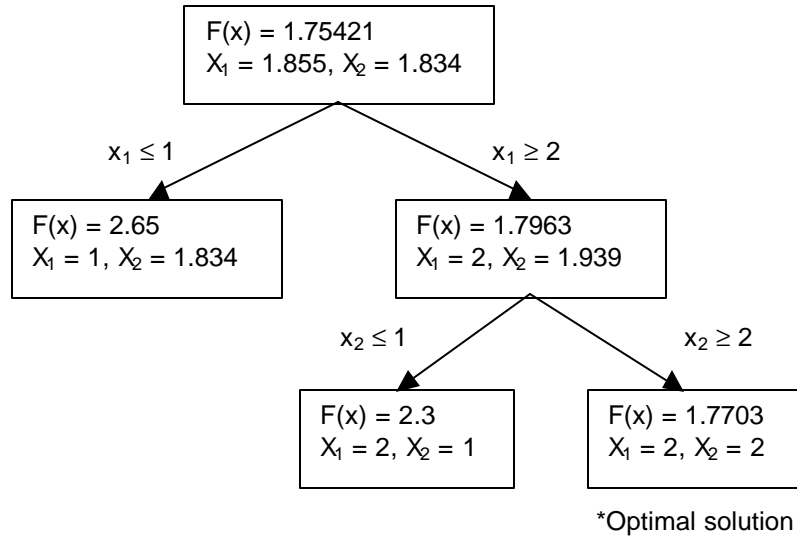 F(x) = 1.75421
X₁ = 1.855, X₂ = 1.834
x₁ ≤ 1
x₁ ≥ 2
F(x) = 2.65
X₁ = 1, X₂ = 1.834
F(x) = 1.7963
X₁ = 2, X₂ = 1.939
x₂ ≤ 1
x₂ ≥ 2
F(x) = 2.3
X₁ = 2, X₂ = 1
F(x) = 1.7703
X₁ = 2, X₂ = 2
*Optimal solution